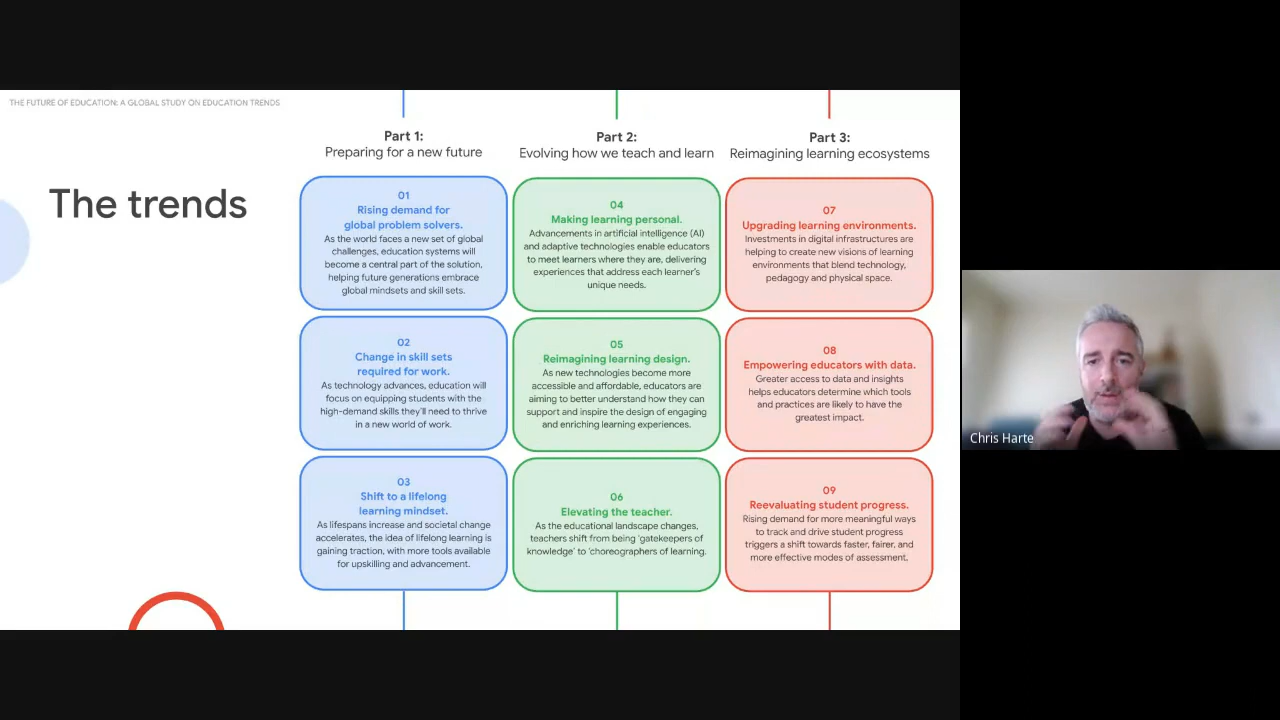 THE FUTURE OF EDUCATION: A GLOBAL STUDY ON EDUCATION TRENDS
The trends
Part 1:
Preparing for a new future
01
Rising demand for
global problem solvers.
As the world faces a new set of global
challenges, education systems will
become a central part of the solution,
helping future generations embrace
global mindsets and skill sets.
02
Change in skill sets
required for work.
As technology advances, education will
focus on equipping students with the
high-demand skills they'll need to thrive
in a new world of work.
03
Shift to a lifelong
learning mindset.
As lifespans increase and societal change
accelerates, the idea of lifelong learning is
gaining traction, with more tools available
for upskilling and advancement.
Part 2:
Evolving how we teach and learn
04
Making learning personal.
Advancements in artificial intelligence (AI)
and adaptive technologies enable educators
to meet learners where they are, delivering
experiences that address each learner's
unique needs.
05
Reimagining learning design.
As new technologies become more
accessible and affordable, educators are
aiming to better understand how they can
support and inspire the design of engaging
and enriching learning experiences.
06
Elevating the teacher.
As the educational landscape changes,
teachers shift from being 'gatekeepers of
knowledge' to 'choreographers of learning.
Part 3:
Reimagining learning ecosystems
07
Upgrading learning environments.
Investments in digital infrastructures are
helping to create new visions of learning
environments that blend technology,
pedagogy and physical space.
08
Empowering educators with data.
Greater access to data and insights
helps educators determine which tools
and practices are likely to have the
greatest impact.
09
Reevaluating student progress.
Rising demand for more meaningful ways
to track and drive student progress
triggers a shift towards faster, fairer, and
more effective modes of assessment.
Chris Harte